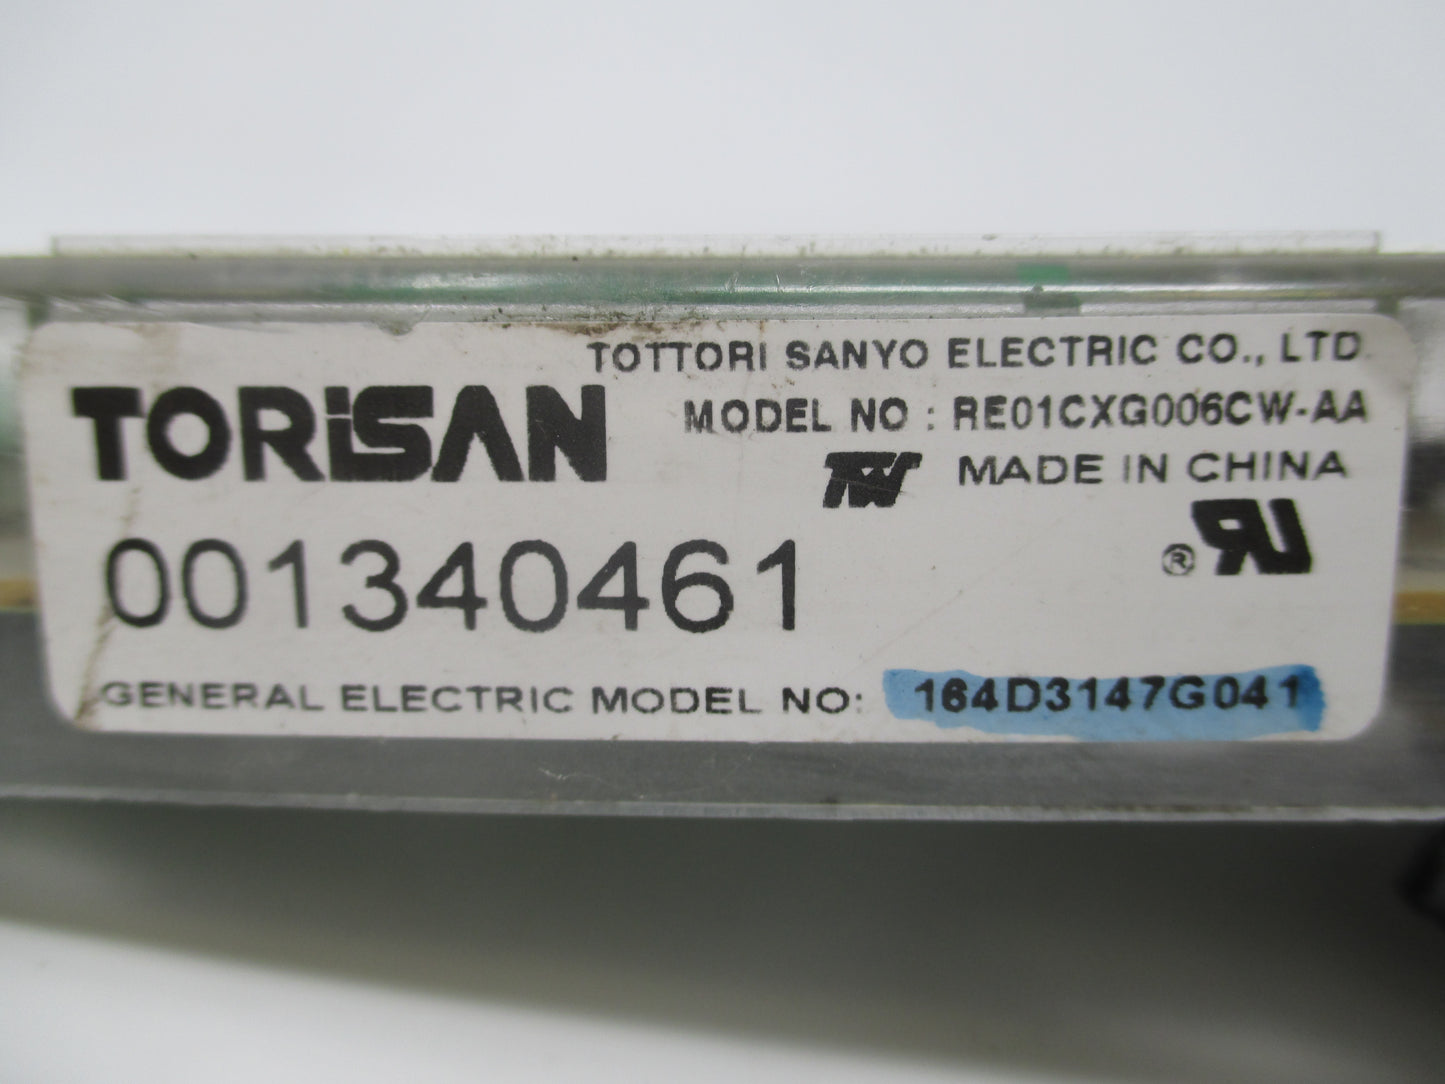 TOTTORI SANYO ELECTRIC CO., LTD.
TORiSAN
MODEL NO : RE01CXG006CW-AA
MADE IN CHINA
®
001340461
GENERAL ELECTRIC MODEL NO: 164D3147G041